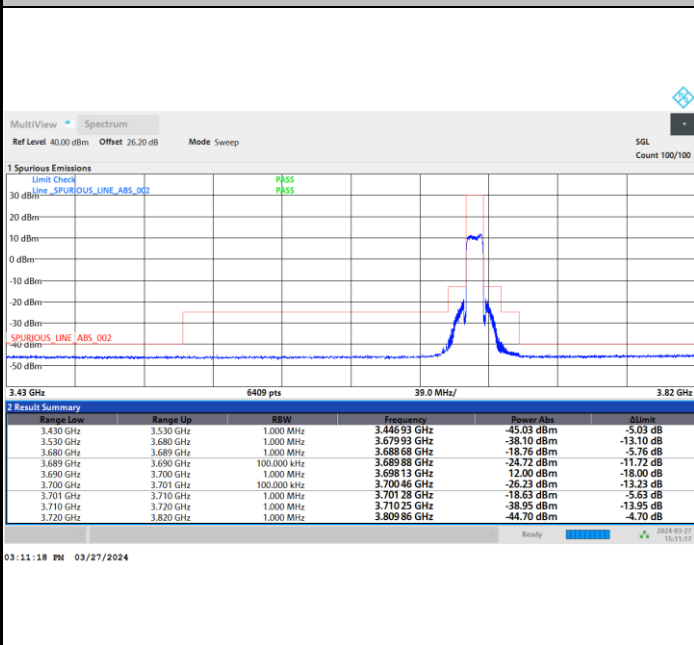 MultiView Spectrum
Ref Level 40.00 dBm Offset 26.20 dB Mode Sweep SGL
Count 100/100
1 Spurious Emissions
Limit Check PASS
Line _SPURIOUS_LINE_ABS_002 PASS
30 dBm
20 dBm
10 dBm
0 dBm
-10 dBm
-20 dBm
-30 dBm
SPURIOUS_LINE_ABS_002
-40 dBm
-50 dBm
3.43 GHz 6409 pts 39.0 MHz/ 3.82 GHz
2 Result Summary
Range Low Range Up RBW Frequency Power Abs ΔLimit
3.430 GHz 3.530 GHz 1.000 MHz 3.446 93 GHz -45.03 dBm -5.03 dB
3.530 GHz 3.680 GHz 1.000 MHz 3.679 93 GHz -38.10 dBm -13.10 dB
3.680 GHz 3.689 GHz 1.000 MHz 3.688 68 GHz -18.76 dBm -5.76 dB
3.689 GHz 3.690 GHz 100.000 kHz 3.689 88 GHz -24.72 dBm -11.72 dB
3.690 GHz 3.700 GHz 1.000 MHz 3.698 13 GHz 12.00 dBm -18.00 dB
3.700 GHz 3.701 GHz 100.000 kHz 3.700 46 GHz -26.23 dBm -13.23 dB
3.701 GHz 3.710 GHz 1.000 MHz 3.701 28 GHz -18.63 dBm -5.63 dB
3.710 GHz 3.720 GHz 1.000 MHz 3.710 25 GHz -38.95 dBm -13.95 dB
3.720 GHz 3.820 GHz 1.000 MHz 3.809 86 GHz -44.70 dBm -4.70 dB
Ready 2024-03-27
15:11:17
03:11:18 PM 03/27/2024